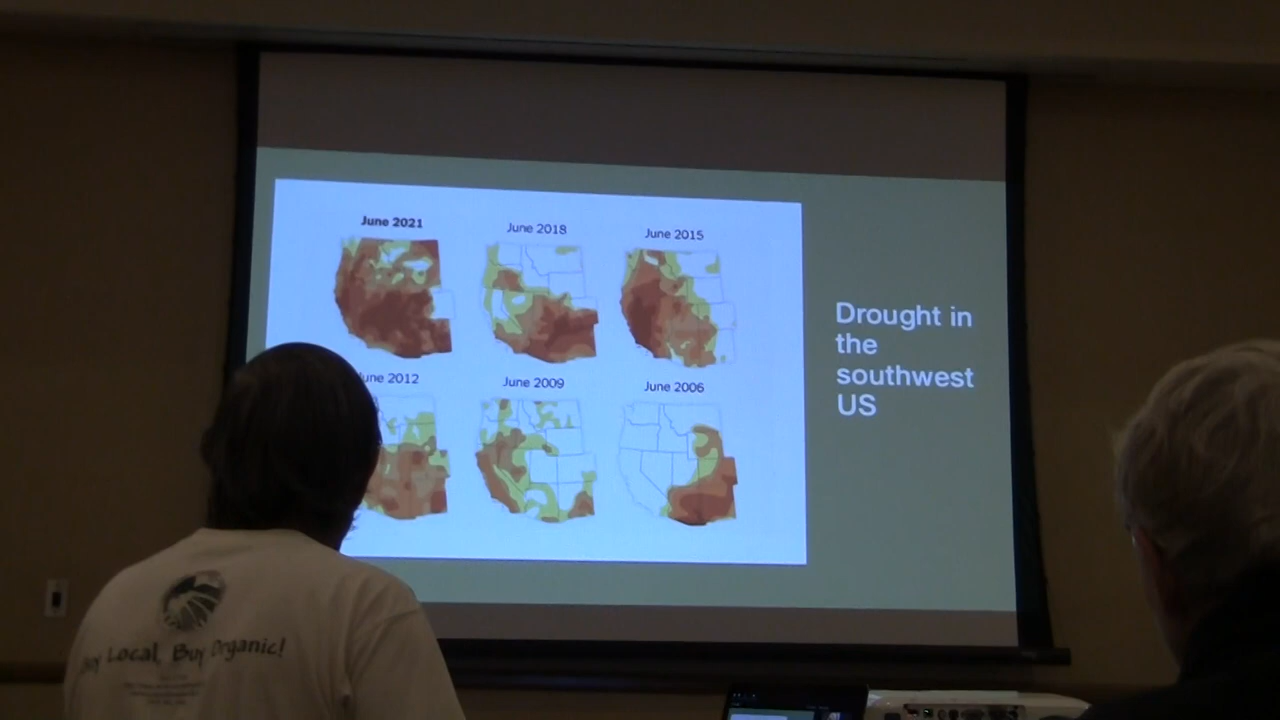 June 2021
June 2018
June 2015
Drought in
the
southwest
US
June 2012
June 2009
June 2006
Buy Local, Buy Organic!